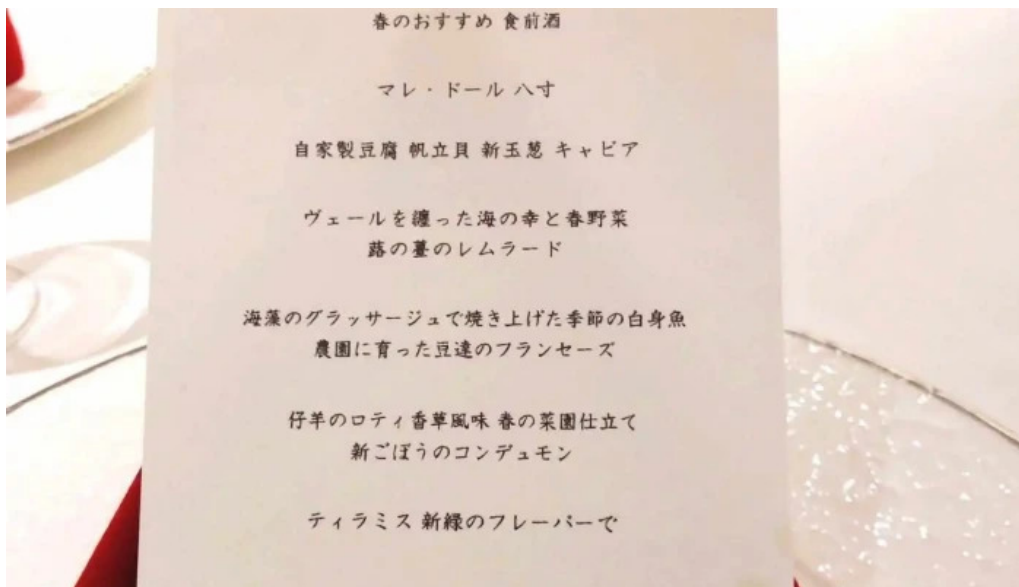 春のおすすめ 食前酒
マレ・ドール 八寸
自家製豆腐 帆立貝 新玉葱 キャビア
ヴェールを纏った海の幸と春野菜
蕗の薹のレムラード
海藻のグラッサージュで焼き上げた季節の白身魚
農園に育った豆達のフランセーズ
仔羊のロティ香草風味 春の菜園仕立て
新ごぼうのコンデュモン
ティラミス 新緑のフレーバーで